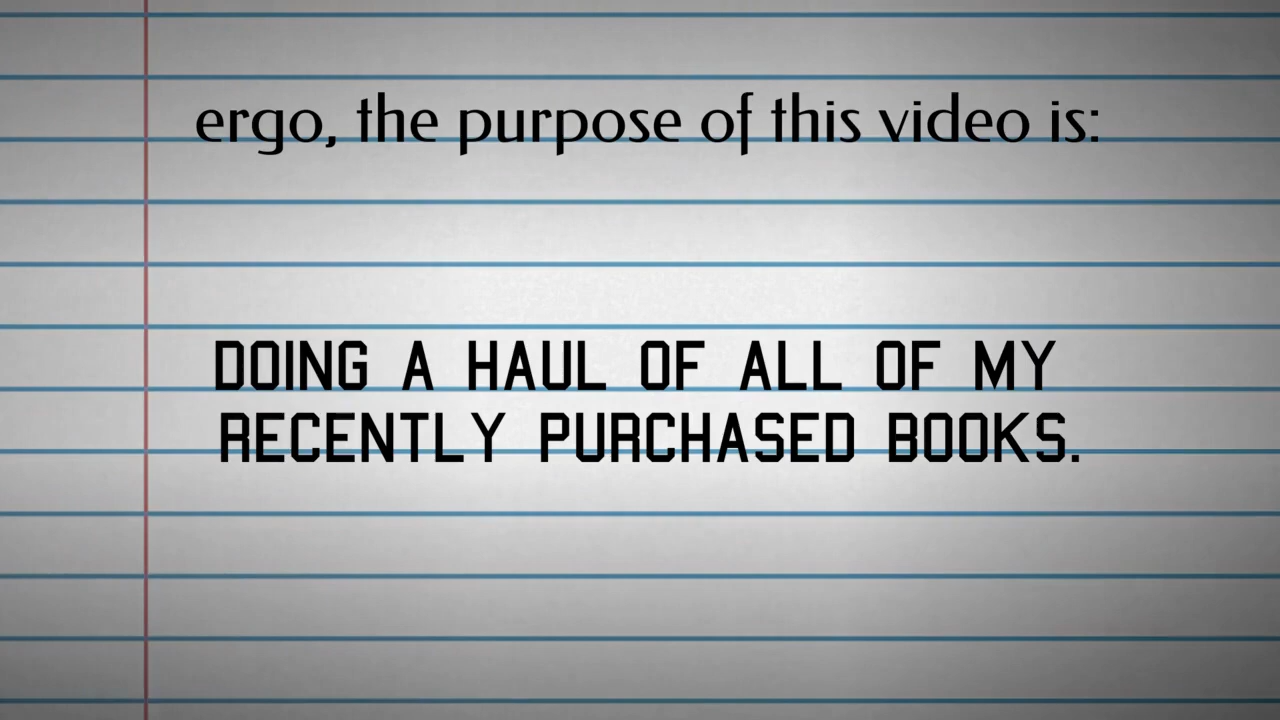 ergo, the purpose of this video is:
DOING A HAUL OF ALL OF MY
RECENTLY PURCHASED BOOKS.